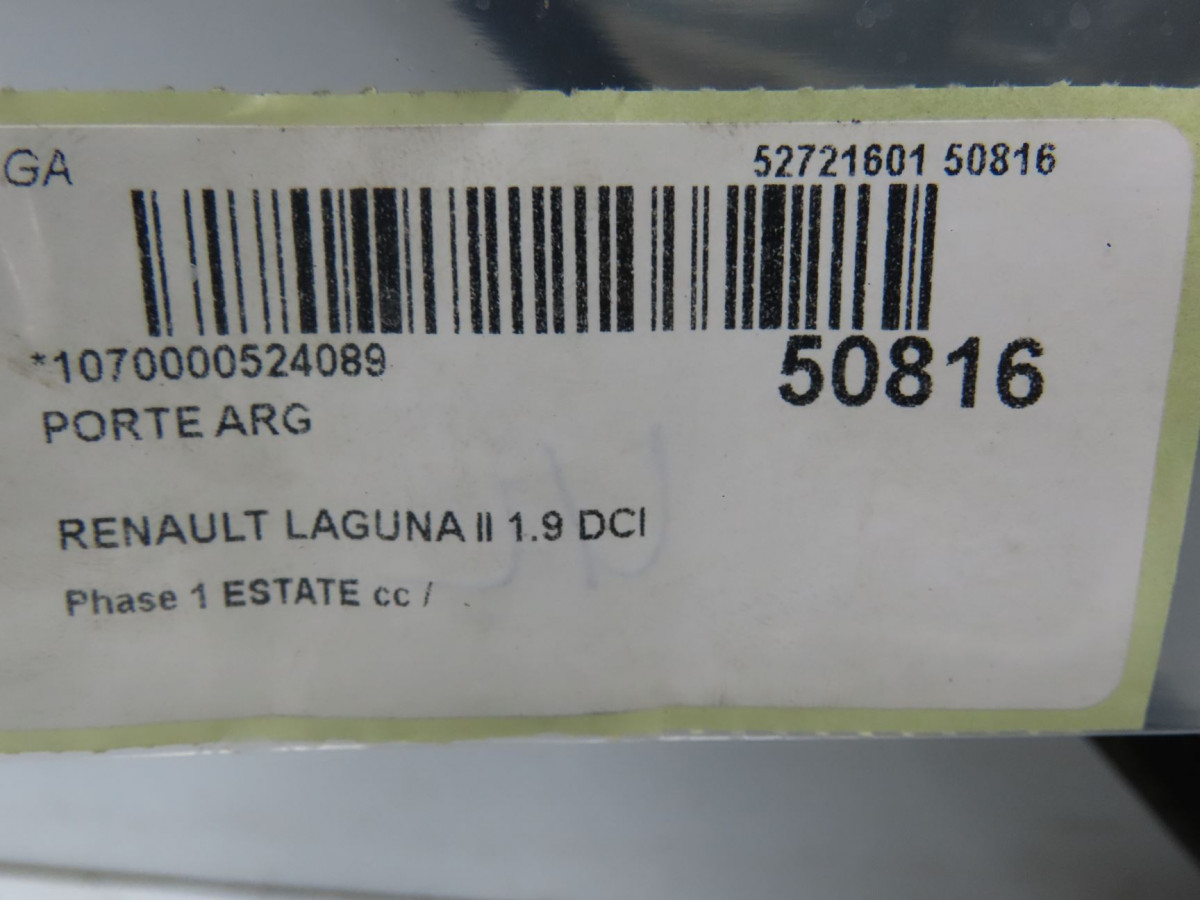 GA
52721601 50816
*1070000524089
50816
PORTE ARG
RENAULT LAGUNA II 1.9 DCI
Phase 1 ESTATE cc /